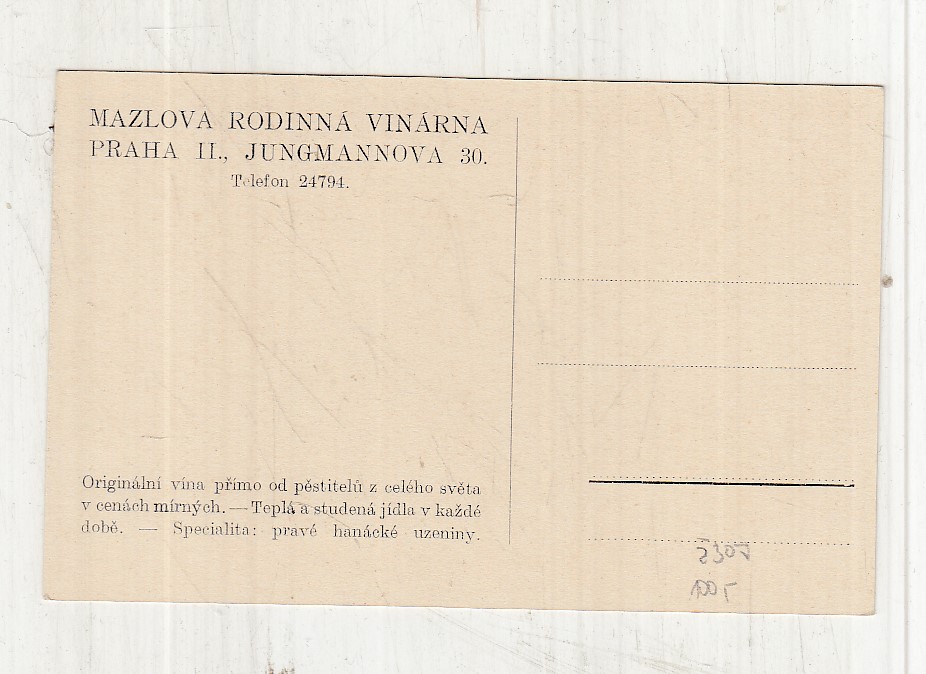 MAZLOVA RODINNÁ VINÁRNA
PRAHA II., JUNGMANNOVA 30.
Telefon 24794.
Originální vína přímo od pěstitelů z celého světa
v cenách mírných. — Teplá a studená jídla v každé
době. — Specialita: pravé hanácké uzeniny.